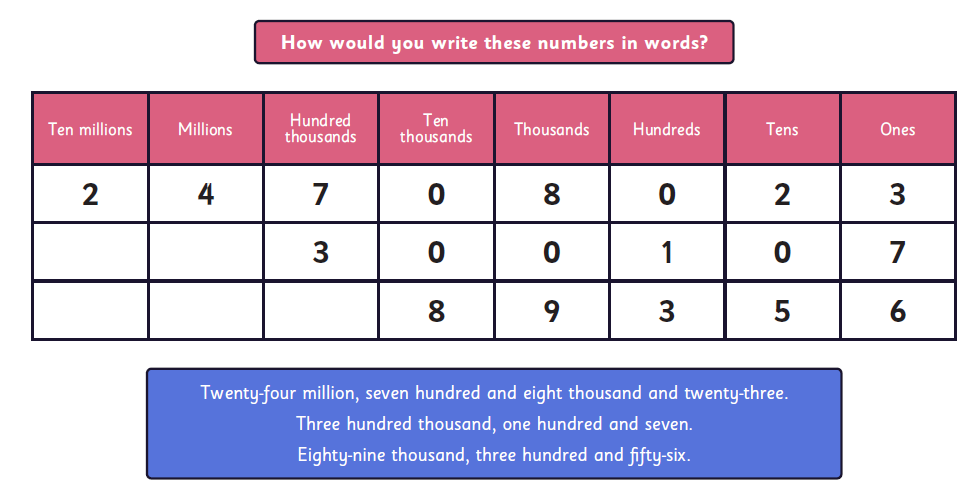 How would you write these numbers in words?
Ten millions Millions Hundred thousands Ten thousands Thousands Hundreds Tens Ones
2 4 7 0 8 0 2 3
3 0 0 1 0 7
8 9 3 5 6
Twenty-four million, seven hundred and eight thousand and twenty-three.
Three hundred thousand, one hundred and seven.
Eighty-nine thousand, three hundred and fifty-six.